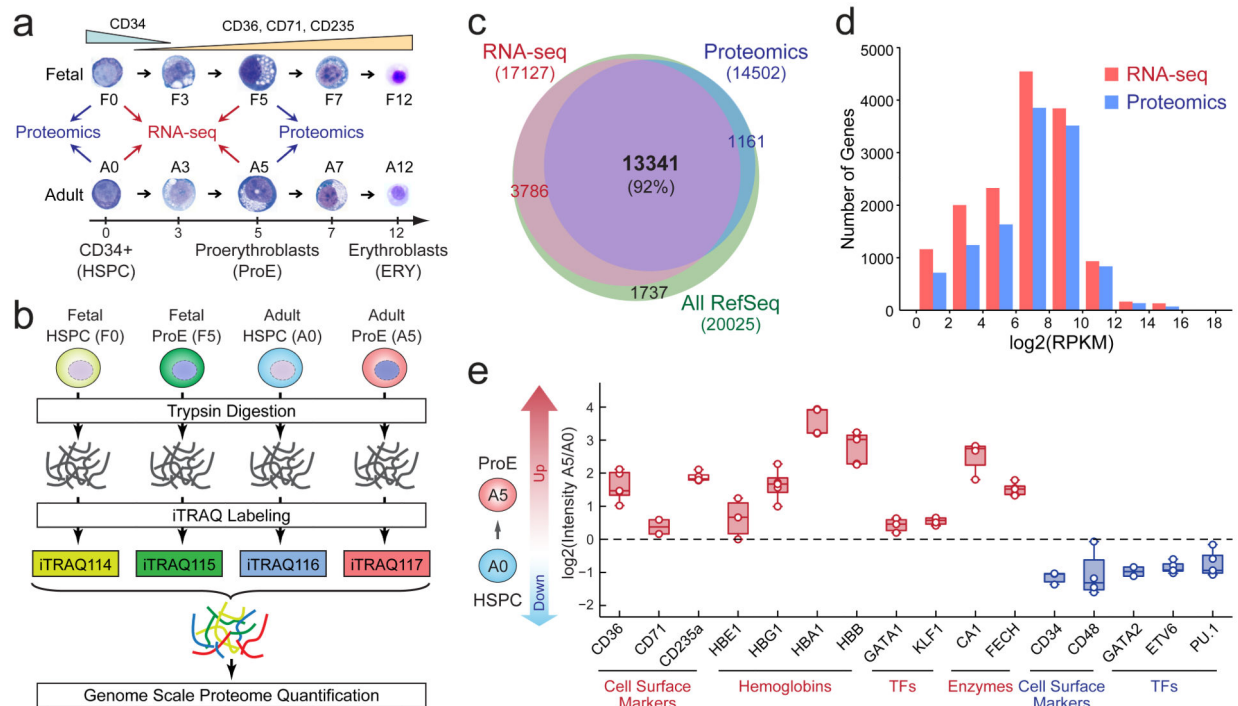 a
CD34
CD36, CD71, CD235
Fetal
F0
F3
F5
F7
F12
Proteomics
RNA-seq
Proteomics
A0
A3
A5
A7
A12
Adult
0
3
5
7
12
CD34+
(HSPC)
Proerythroblasts
(ProE)
Erythroblasts
(ERY)
b
Fetal
HSPC (F0)
Fetal
ProE (F5)
Adult
HSPC (A0)
Adult
ProE (A5)
Trypsin Digestion
iTRAQ Labeling
iTRAQ114
iTRAQ115
iTRAQ116
iTRAQ117
Genome Scale Proteome Quantification
c
RNA-seq
(17127)
Proteomics
(14502)
1161
13341
(92%)
3786
1737
All RefSeq
(20025)
d
Number of Genes
5000
4000
3000
2000
1000
0
RNA-seq
Proteomics
0
2
4
6
8
10
12
14
16
18
log2(RPKM)
e
ProE
A5
A0
HSPC
Up
Down
log2(Intensity A5/A0)
4
3
2
1
0
−1
−2
CD36
CD71
CD235a
HBE1
HBG1
HBA1
HBB
GATA1
KLF1
CA1
FECH
CD34
CD48
GATA2
ETV6
PU.1
Cell Surface
Markers
Hemoglobins
TFs
Enzymes
Cell Surface
Markers
TFs